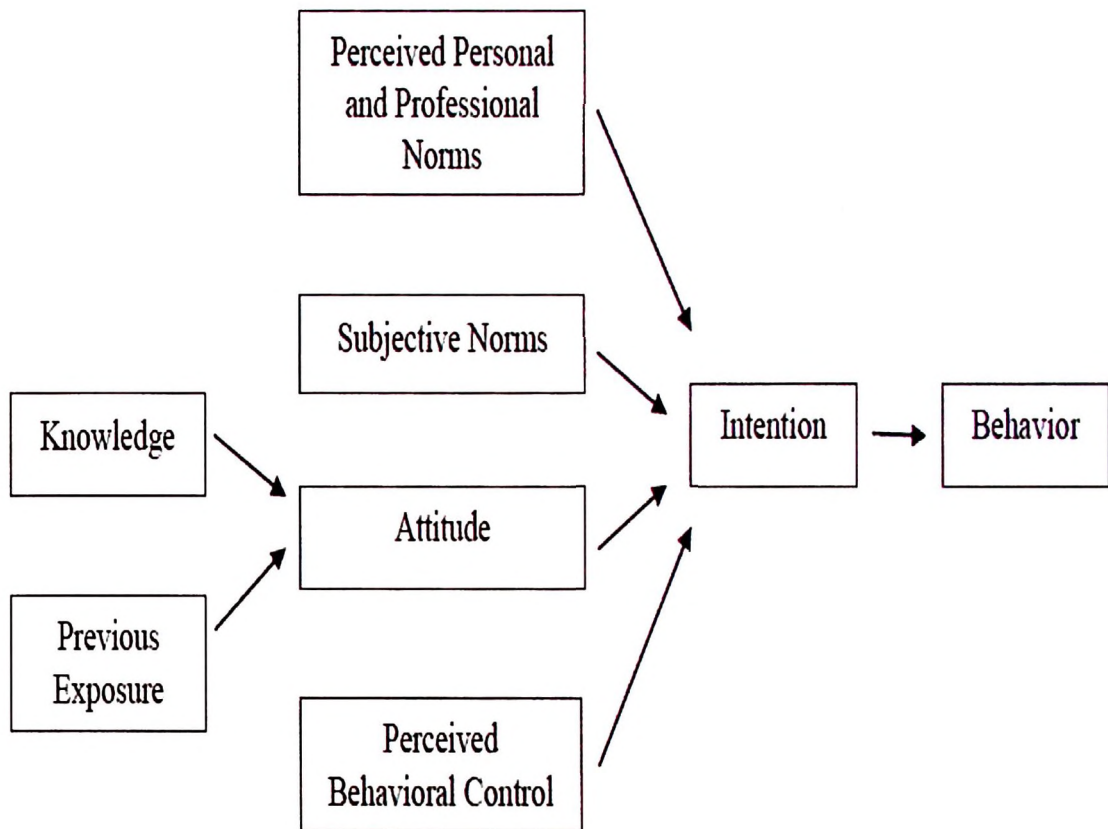 Perceived Personal
and Professional
Norms
Subjective Norms
Knowledge
Intention
Behavior
Attitude
Previous
Exposure
Perceived
Behavioral Control